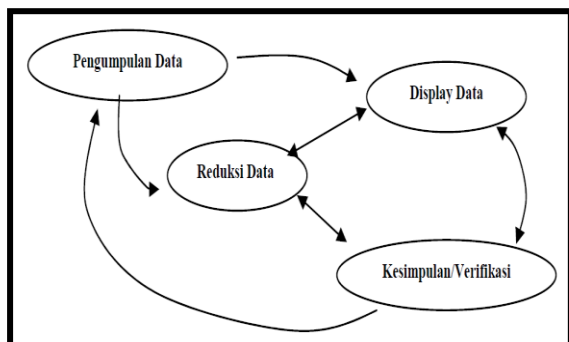 Pengumpulan Data
Display Data
Reduksi Data
Kesimpulan/Verifikasi